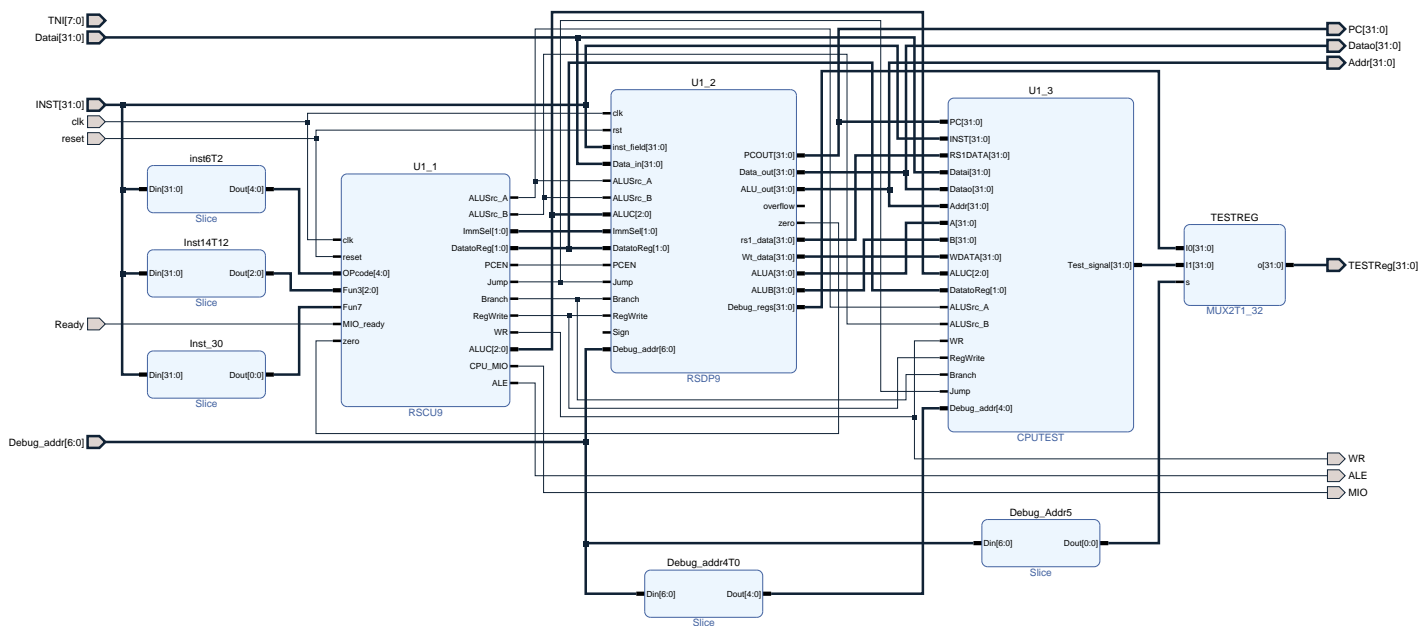 TNI[7:0]
Datai[31:0]
INST[31:0]
clk
reset
Ready
Debug_addr[6:0]
inst6T2
Din[31:0]
Dout[4:0]
Slice
Inst14T12
Din[31:0]
Dout[2:0]
Slice
Inst_30
Din[31:0]
Dout[0:0]
Slice
U1_1
clk
reset
OPcode[4:0]
Fun3[2:0]
Fun7
MIO_ready
zero
ALUSrc_A
ALUSrc_B
ImmSel[1:0]
DatatoReg[1:0]
PCEN
Jump
Branch
RegWrite
WR
ALUC[2:0]
CPU_MIO
ALE
RSCU9
U1_2
clk
rst
inst_field[31:0]
Data_in[31:0]
ALUSrc_A
ALUSrc_B
ALUC[2:0]
ImmSel[1:0]
DatatoReg[1:0]
PCEN
Jump
Branch
RegWrite
Sign
Debug_addr[6:0]
PCOUT[31:0]
Data_out[31:0]
ALU_out[31:0]
overflow
zero
rs1_data[31:0]
Wt_data[31:0]
ALUA[31:0]
ALUB[31:0]
Debug_regs[31:0]
RSDP9
U1_3
PC[31:0]
INST[31:0]
RS1DATA[31:0]
Datai[31:0]
Datao[31:0]
Addr[31:0]
A[31:0]
B[31:0]
WDATA[31:0]
ALUC[2:0]
DatatoReg[1:0]
ALUSrc_A
ALUSrc_B
WR
RegWrite
Branch
Jump
Debug_addr[4:0]
Test_signal[31:0]
CPUTEST
TESTREG
I0[31:0]
I1[31:0]
s
o[31:0]
MUX2T1_32
Debug_Addr5
Din[6:0]
Dout[0:0]
Slice
Debug_addr4T0
Din[6:0]
Dout[4:0]
Slice
PC[31:0]
Datao[31:0]
Addr[31:0]
TESTReg[31:0]
WR
ALE
MIO